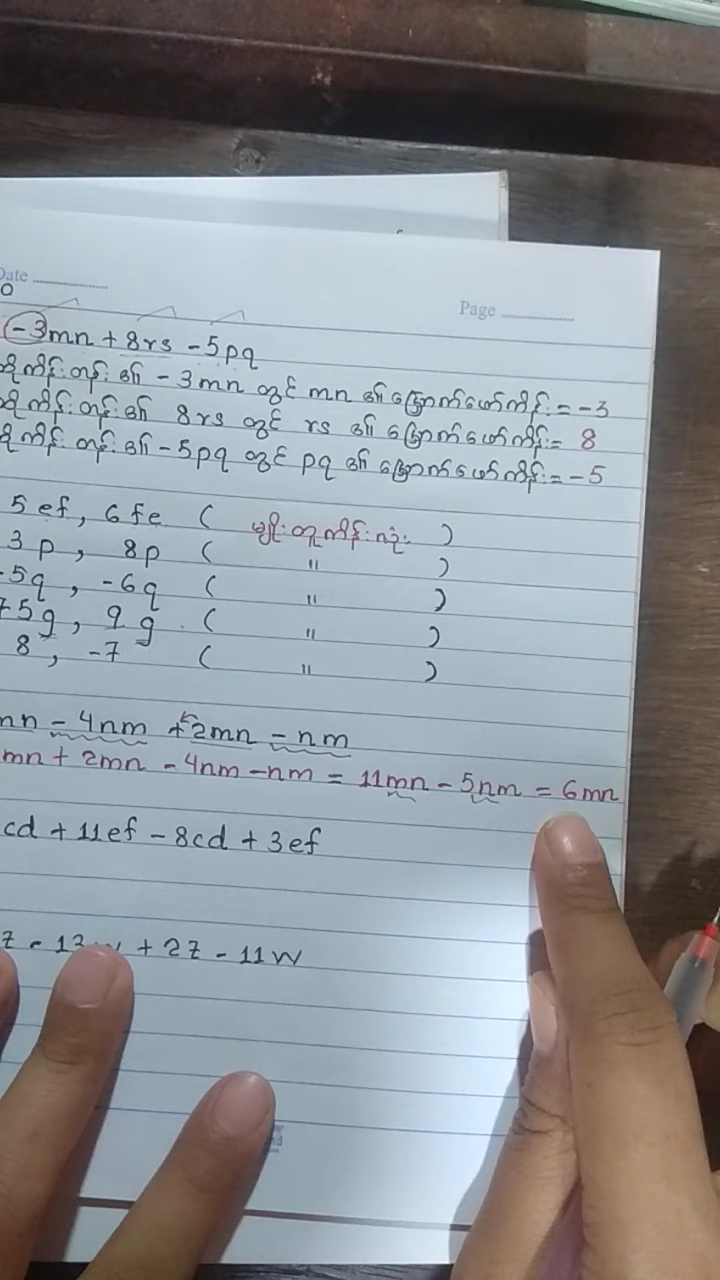 Date
Page
-3mn + 8rs - 5pq
ကိန်းတန်း၏ - 3mn တွင် mn ၏ မြှောက်ဖော်ကိန်း = -3
ကိန်းတန်း၏ 8rs တွင် rs ၏ မြှောက်ဖော်ကိန်း = 8
ကိန်းတန်း၏ -5pq တွင် pq ၏ မြှောက်ဖော်ကိန်း = -5
5ef, 6fe ( မျိုးတူကိန်းလုံး )
3p, 8p ( " )
-5q, -6q ( " )
75g, 9g ( " )
8, -7 ( " )
mn - 4nm + 2mn - nm
mn + 2mn - 4nm - nm = 11mn - 5nm = 6mn
cd + 11ef - 8cd + 3ef
z - 13w + 2z - 11w